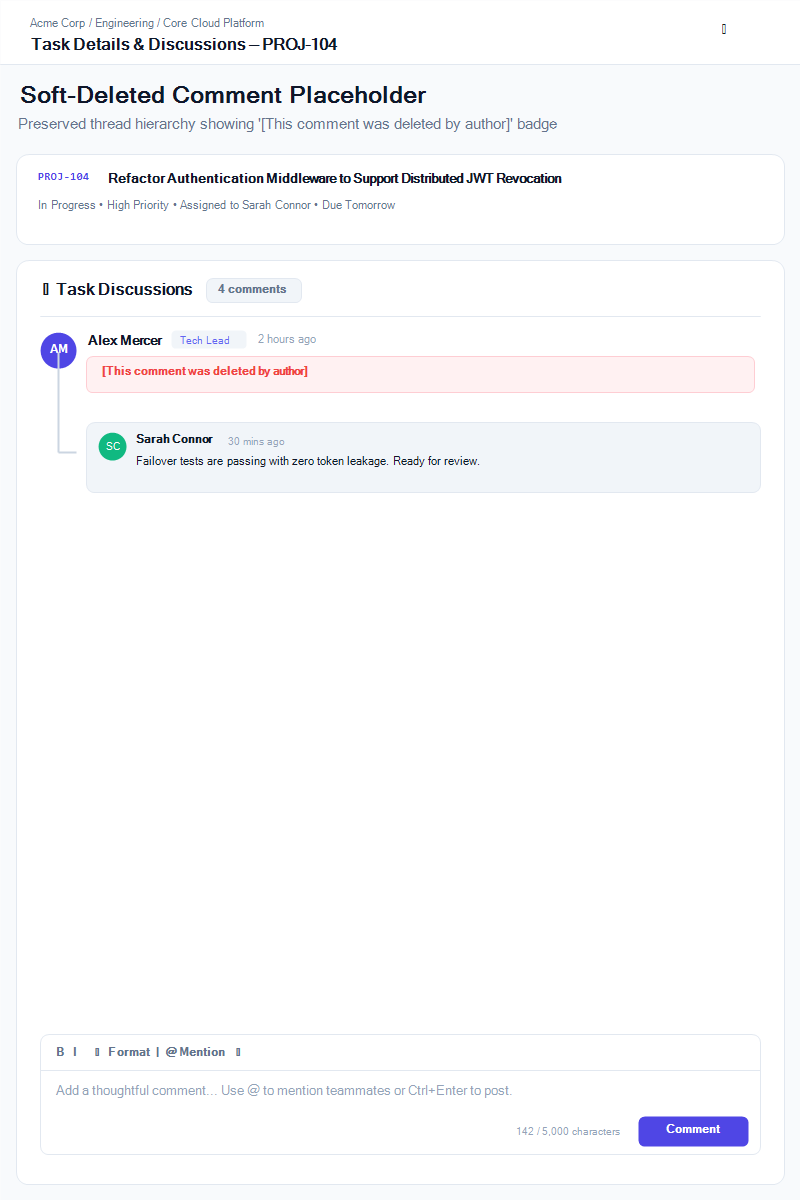 Acme Corp / Engineering / Core Cloud Platform
Task Details & Discussions — PROJ-104
Soft-Deleted Comment Placeholder
Preserved thread hierarchy showing '[This comment was deleted by author]' badge
PROJ-104 Refactor Authentication Middleware to Support Distributed JWT Revocation
In Progress • High Priority • Assigned to Sarah Connor • Due Tomorrow
Task Discussions 4 comments
AM Alex Mercer Tech Lead 2 hours ago
[This comment was deleted by author]
SC Sarah Connor 30 mins ago
Failover tests are passing with zero token leakage. Ready for review.
B I Format | @ Mention
Add a thoughtful comment... Use @ to mention teammates or Ctrl+Enter to post.
142 / 5,000 characters Comment